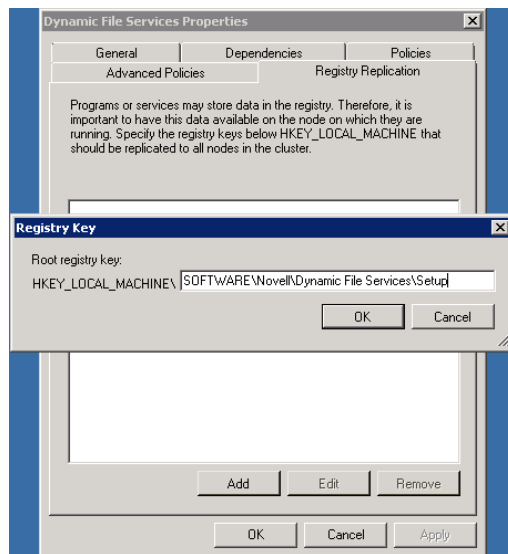 Dynamic File Services Properties
General
Dependencies
Policies
Advanced Policies
Registry Replication
Programs or services may store data in the registry. Therefore, it is
important to have this data available on the node on which they are
running. Specify the registry keys below HKEY_LOCAL_MACHINE that
should be replicated to all nodes in the cluster.
Registry Key
Root registry key:
HKEY_LOCAL_MACHINE\ SOFTWARE\Novell\Dynamic File Services\Setup
OK
Cancel
Add
Edit
Remove
OK
Cancel
Apply